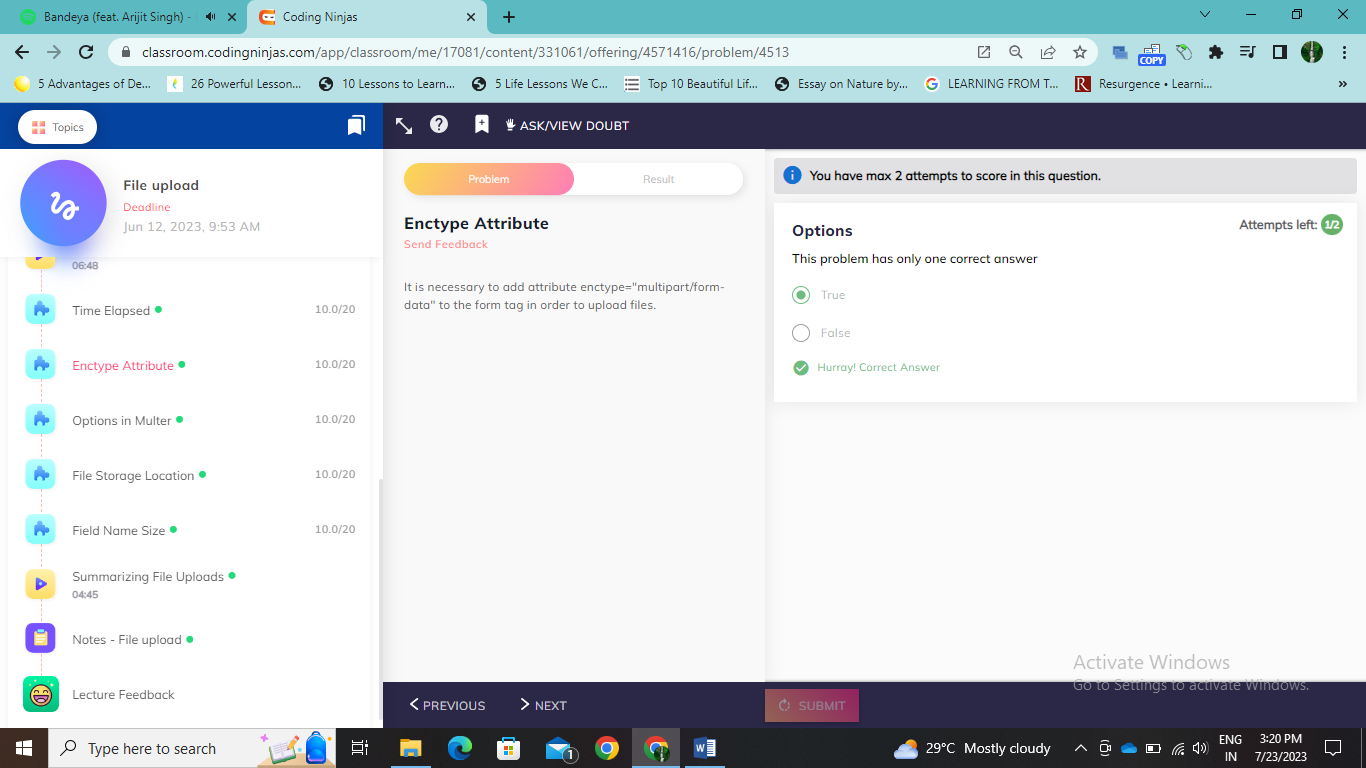 Bandeya (feat. Arijit Singh) -
Coding Ninjas
classroom.codingninjas.com/app/classroom/me/17081/content/331061/offering/4571416/problem/4513
COPY
5 Advantages of De...
26 Powerful Lesson...
10 Lessons to Learn...
5 Life Lessons We C...
Top 10 Beautiful Lif...
Essay on Nature by...
LEARNING FROM T...
R
Resurgence • Learni...
»
Topics
ASK/VIEW DOUBT
File upload
Deadline
Jun 12, 2023, 9:53 AM
06:48
Time Elapsed
10.0/20
Enctype Attribute
10.0/20
Options in Multer
10.0/20
File Storage Location
10.0/20
Field Name Size
10.0/20
Summarizing File Uploads
04:45
Notes - File upload
Lecture Feedback
Problem
Result
Enctype Attribute
Send Feedback
It is necessary to add attribute enctype="multipart/form-
data" to the form tag in order to upload files.
You have max 2 attempts to score in this question.
Options
Attempts left: 1/2
This problem has only one correct answer
True
False
Hurray! Correct Answer
Activate Windows
Go to Settings to activate Windows.
PREVIOUS
NEXT
SUBMIT
Type here to search
1
29°C Mostly cloudy
ENG
IN
3:20 PM
7/23/2023